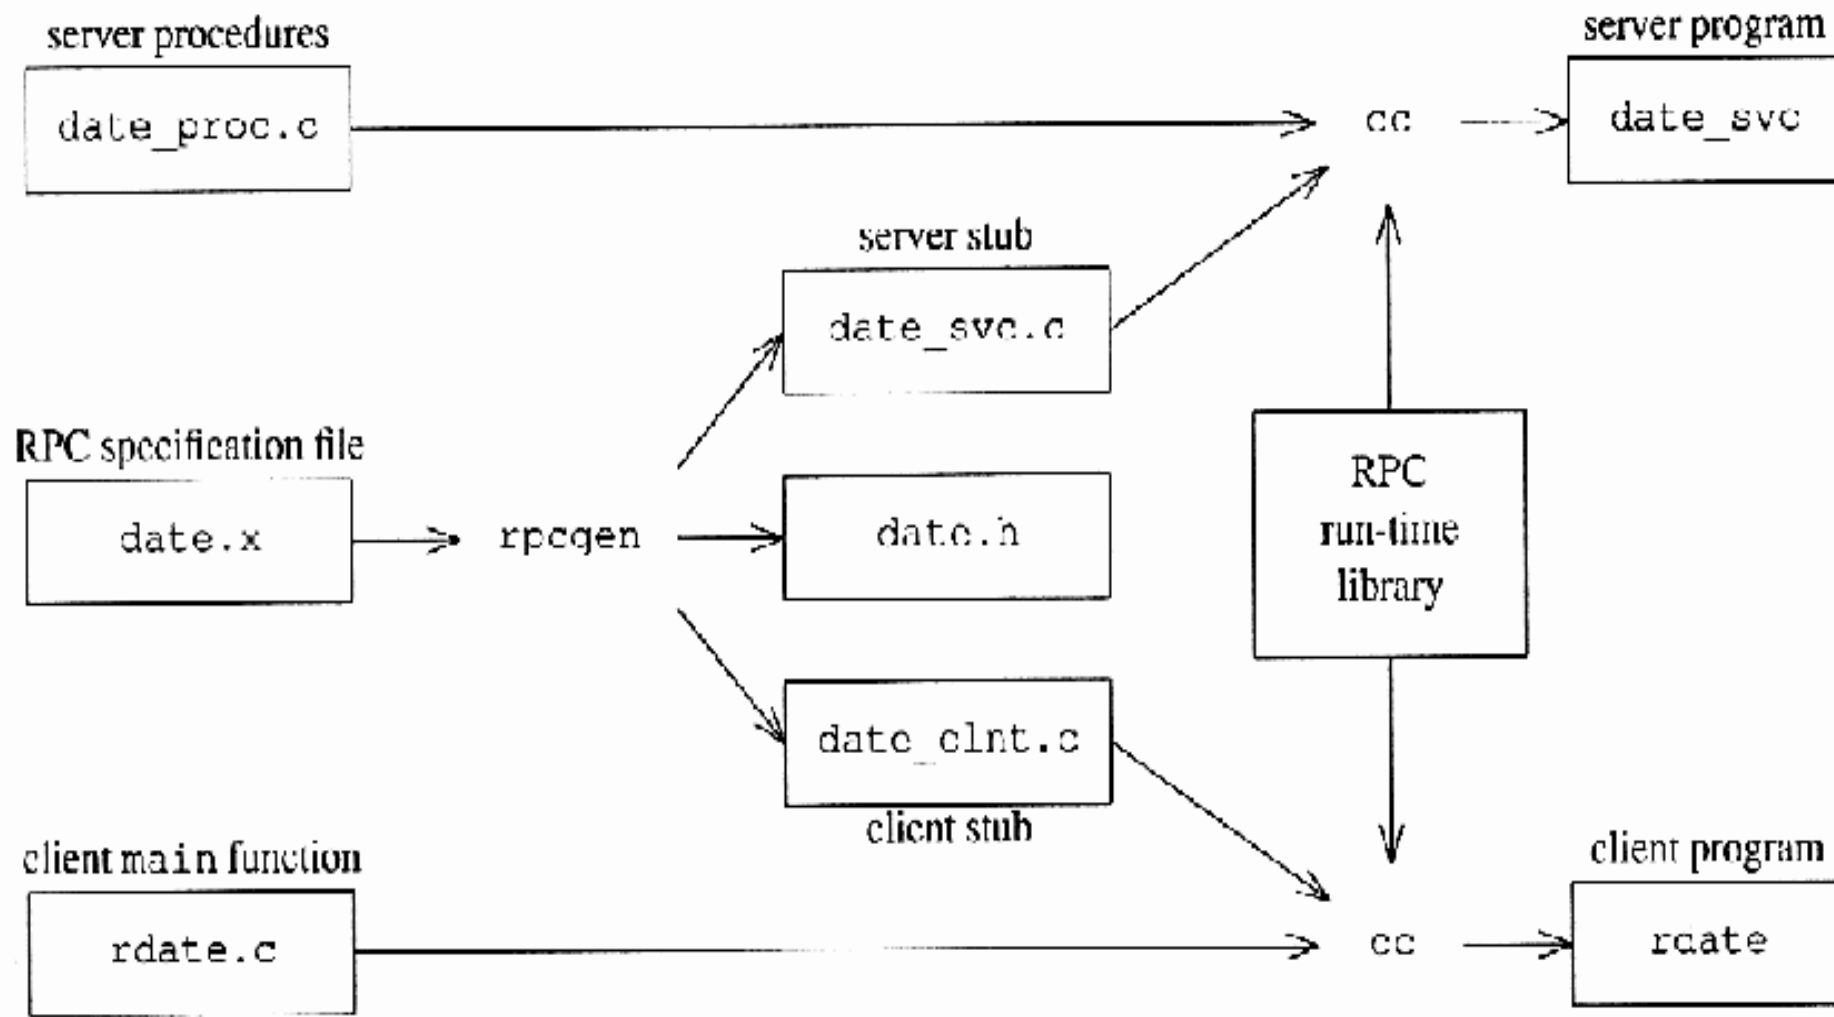 server procedures
date_proc.c
cc
server program
date_svc
server stub
date_svc.c
RPC specification file
date.x
rpcgen
date.h
RPC
run-time
library
date_clnt.c
client stub
client main function
rdate.c
cc
client program
rdate